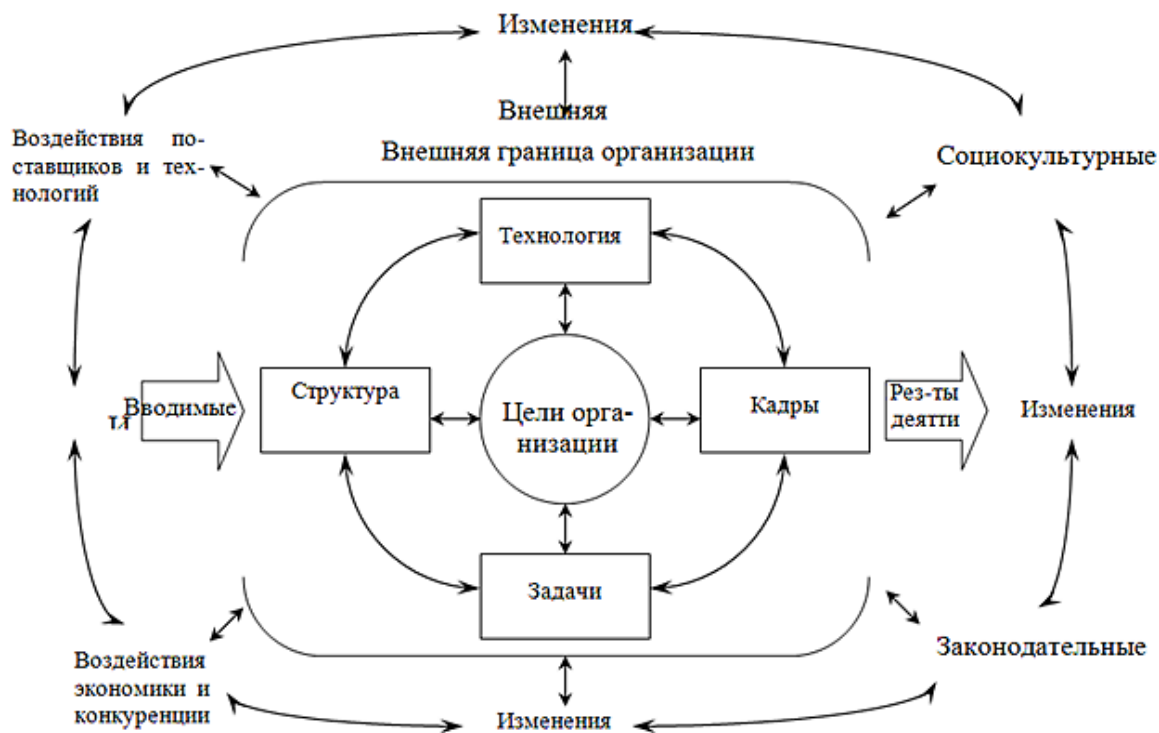 Изменения
Внешняя
Внешняя граница организации
Воздействия по-
ставщиков и тех-
нологий
Социокультурные
Технология
Структура
Цели орга-
низации
Кадры
Вводимые
Рез-ты
деятти
Изменения
Задачи
Воздействия
экономики и
конкуренции
Законодательные
Изменения